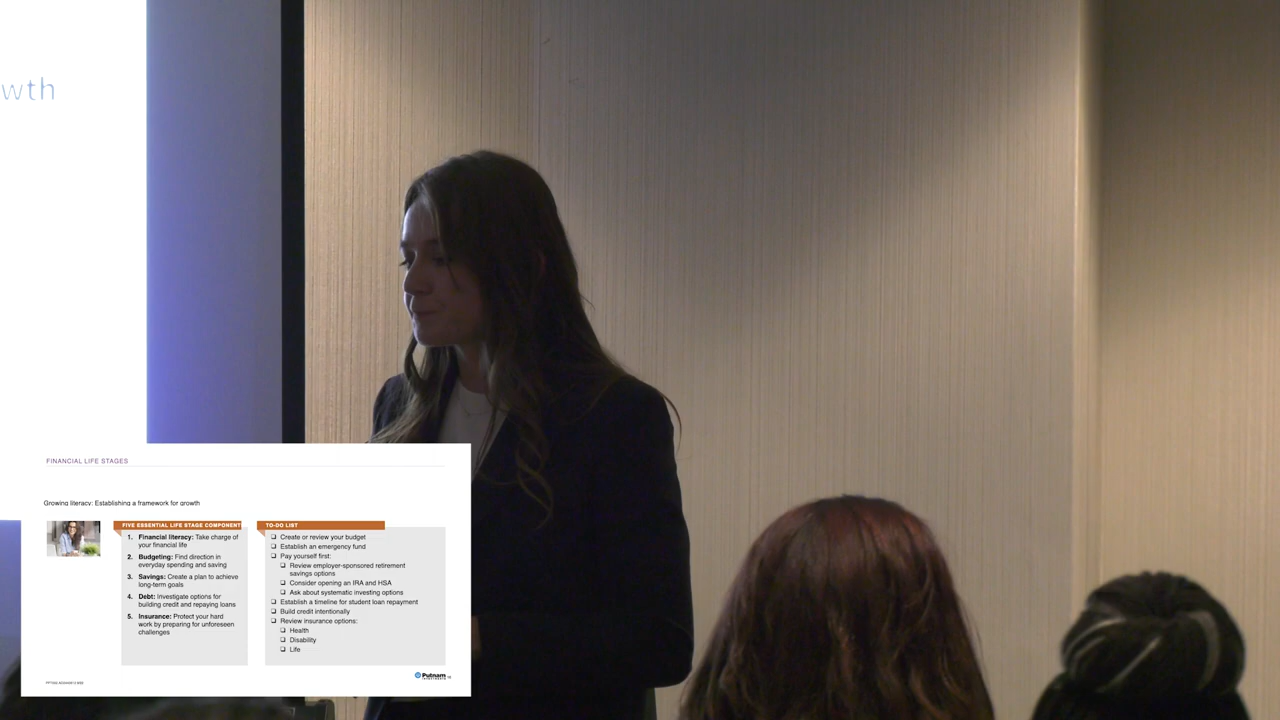 wth
FINANCIAL LIFE STAGES
Growing literacy: Establishing a framework for growth
FIVE ESSENTIAL LIFE STAGE COMPONENT
1. Financial literacy: Take charge of
your financial life
2. Budgeting: Find direction in
everyday spending and saving
3. Savings: Create a plan to achieve
long-term goals
4. Debt: Investigate options for
building credit and repaying loans
5. Insurance: Protect your hard
work by preparing for unforeseen
challenges
TO-DO LIST
❑ Create or review your budget
❑ Establish an emergency fund
❑ Pay yourself first:
❑ Review employer-sponsored retirement
savings options
❑ Consider opening an IRA and HSA
❑ Ask about systematic investing options
❑ Establish a timeline for student loan repayment
❑ Build credit intentionally
❑ Review insurance options:
❑ Health
❑ Disability
❑ Life
Putnam
INVESTMENTS